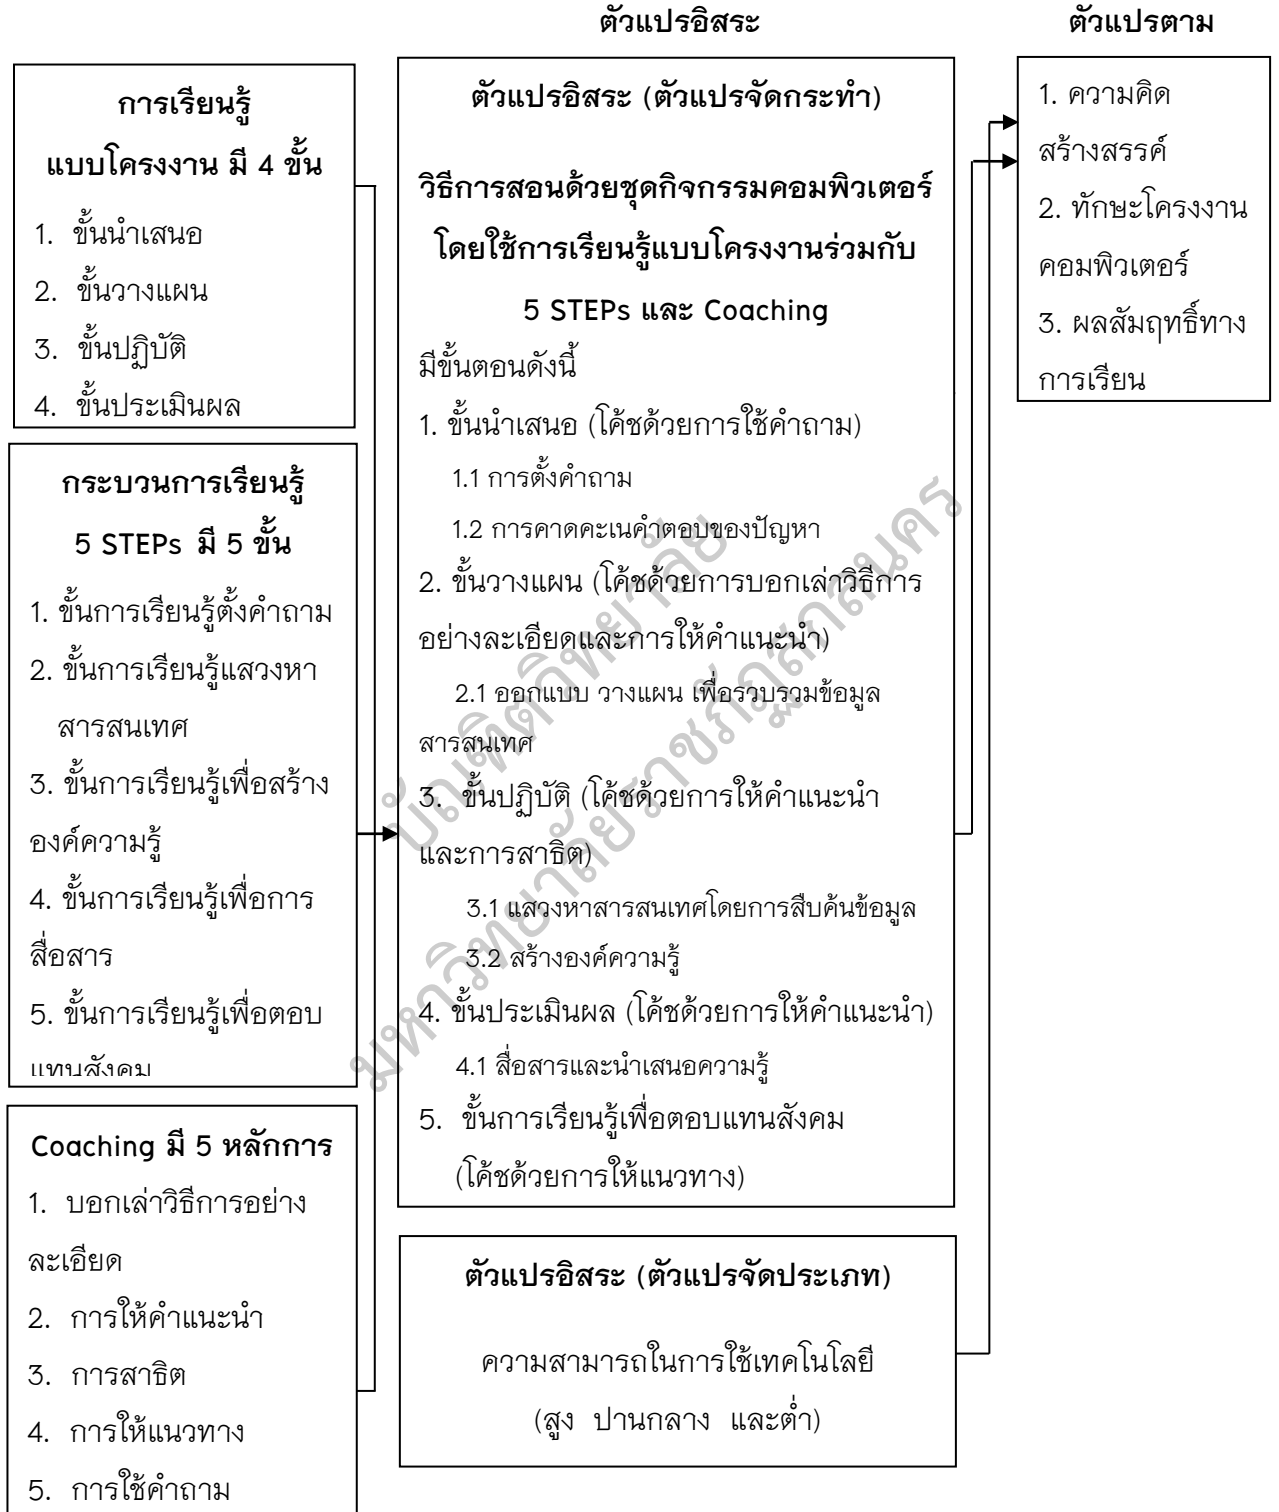 ตัวแปรอิสระ
ตัวแปรตาม
การเรียนรู้
แบบโครงงาน มี 4 ขั้น
1. ขั้นนำเสนอ
2. ขั้นวางแผน
3. ขั้นปฏิบัติ
4. ขั้นประเมินผล
กระบวนการเรียนรู้
5 STEPs มี 5 ขั้น
1. ขั้นการเรียนรู้ตั้งคำถาม
2. ขั้นการเรียนรู้แสวงหา
สารสนเทศ
3. ขั้นการเรียนรู้เพื่อสร้าง
องค์ความรู้
4. ขั้นการเรียนรู้เพื่อการ
สื่อสาร
5. ขั้นการเรียนรู้เพื่อตอบ
แทนสังคม
Coaching มี 5 หลักการ
1. บอกเล่าวิธีการอย่าง
ละเอียด
2. การให้คำแนะนำ
3. การสาธิต
4. การให้แนวทาง
5. การใช้คำถาม
ตัวแปรอิสระ (ตัวแปรจัดกระทำ)
วิธีการสอนด้วยชุดกิจกรรมคอมพิวเตอร์
โดยใช้การเรียนรู้แบบโครงงานร่วมกับ
5 STEPs และ Coaching
มีขั้นตอนดังนี้
1. ขั้นนำเสนอ (โค้ชด้วยการใช้คำถาม)
1.1 การตั้งคำถาม
1.2 การคาดคะเนคำตอบของปัญหา
2. ขั้นวางแผน (โค้ชด้วยการบอกเล่าวิธีการ
อย่างละเอียดและการให้คำแนะนำ)
2.1 ออกแบบ วางแผน เพื่อรวบรวมข้อมูล
สารสนเทศ
3. ขั้นปฏิบัติ (โค้ชด้วยการให้คำแนะนำ
และการสาธิต)
3.1 แสวงหาสารสนเทศโดยการสืบค้นข้อมูล
3.2 สร้างองค์ความรู้
4. ขั้นประเมินผล (โค้ชด้วยการให้คำแนะนำ)
4.1 สื่อสารและนำเสนอความรู้
5. ขั้นการเรียนรู้เพื่อตอบแทนสังคม
(โค้ชด้วยการให้แนวทาง)
ตัวแปรอิสระ (ตัวแปรจัดประเภท)
ความสามารถในการใช้เทคโนโลยี
(สูง ปานกลาง และต่ำ)
1. ความคิด
สร้างสรรค์
2. ทักษะโครงงาน
คอมพิวเตอร์
3. ผลสัมฤทธิ์ทาง
การเรียน
บัณฑิตวิทยาลัย
มหาวิทยาลัยราชภัฏสกลนคร